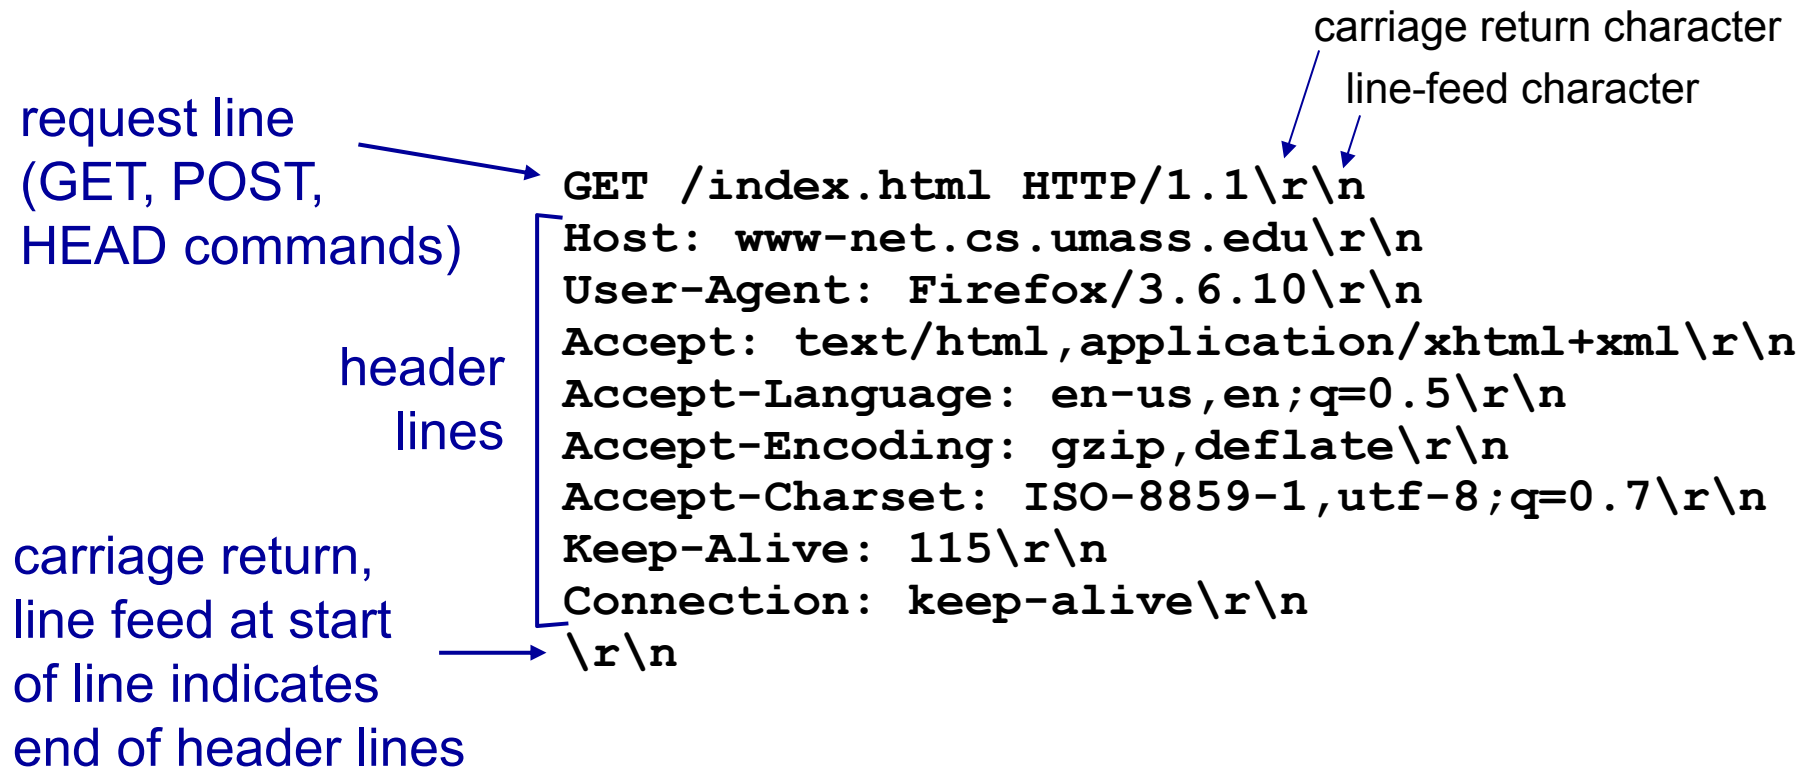 carriage return character
line-feed character
request line
(GET, POST,
HEAD commands)
GET /index.html HTTP/1.1\r\n
Host: www-net.cs.umass.edu\r\n
User-Agent: Firefox/3.6.10\r\n
Accept: text/html,application/xhtml+xml\r\n
Accept-Language: en-us,en;q=0.5\r\n
Accept-Encoding: gzip,deflate\r\n
Accept-Charset: ISO-8859-1,utf-8;q=0.7\r\n
Keep-Alive: 115\r\n
Connection: keep-alive\r\n
\r\n
header
lines
carriage return,
line feed at start
of line indicates
end of header lines